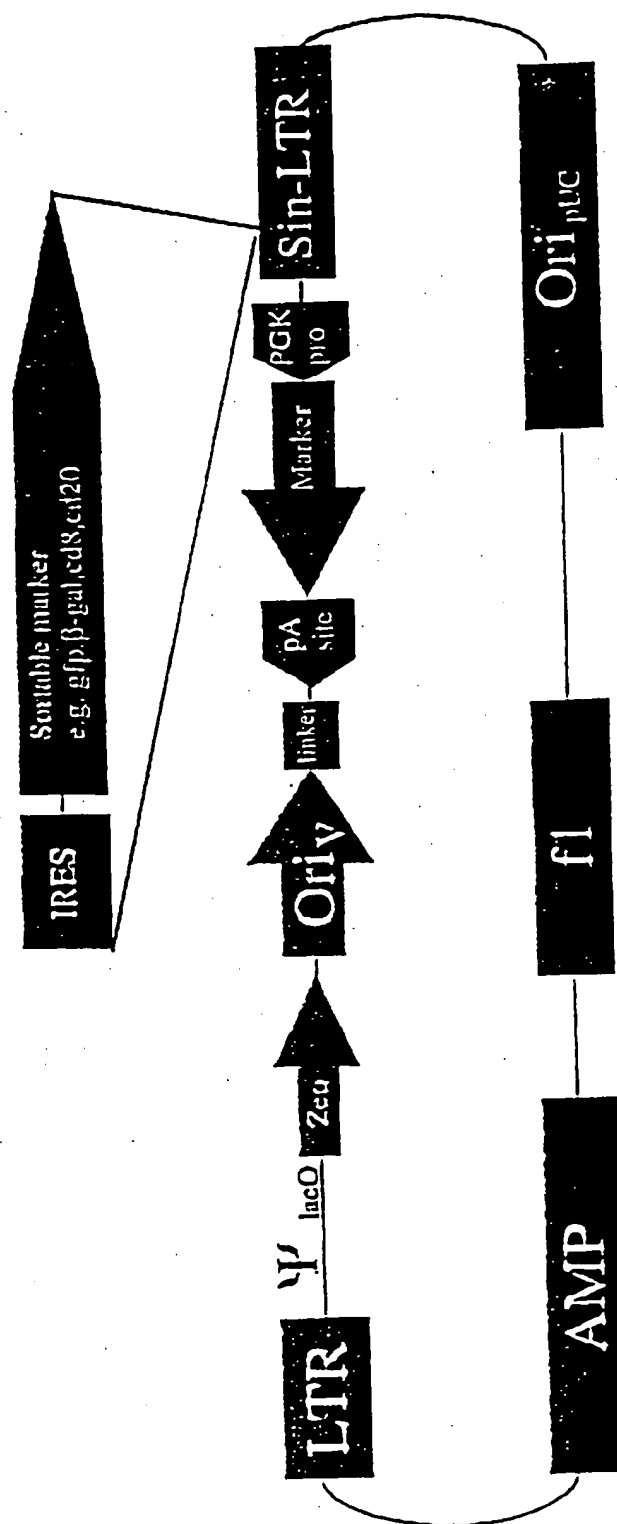 IRES
Sortable marker
e.g. gfp,β-gal,cd8,cd20
LTR
Ψ
lacO
Zeo
Oriv
linker
pA
site
Marker
PGK
pro
Sin-LTR
AMP
f1
Ori pUC